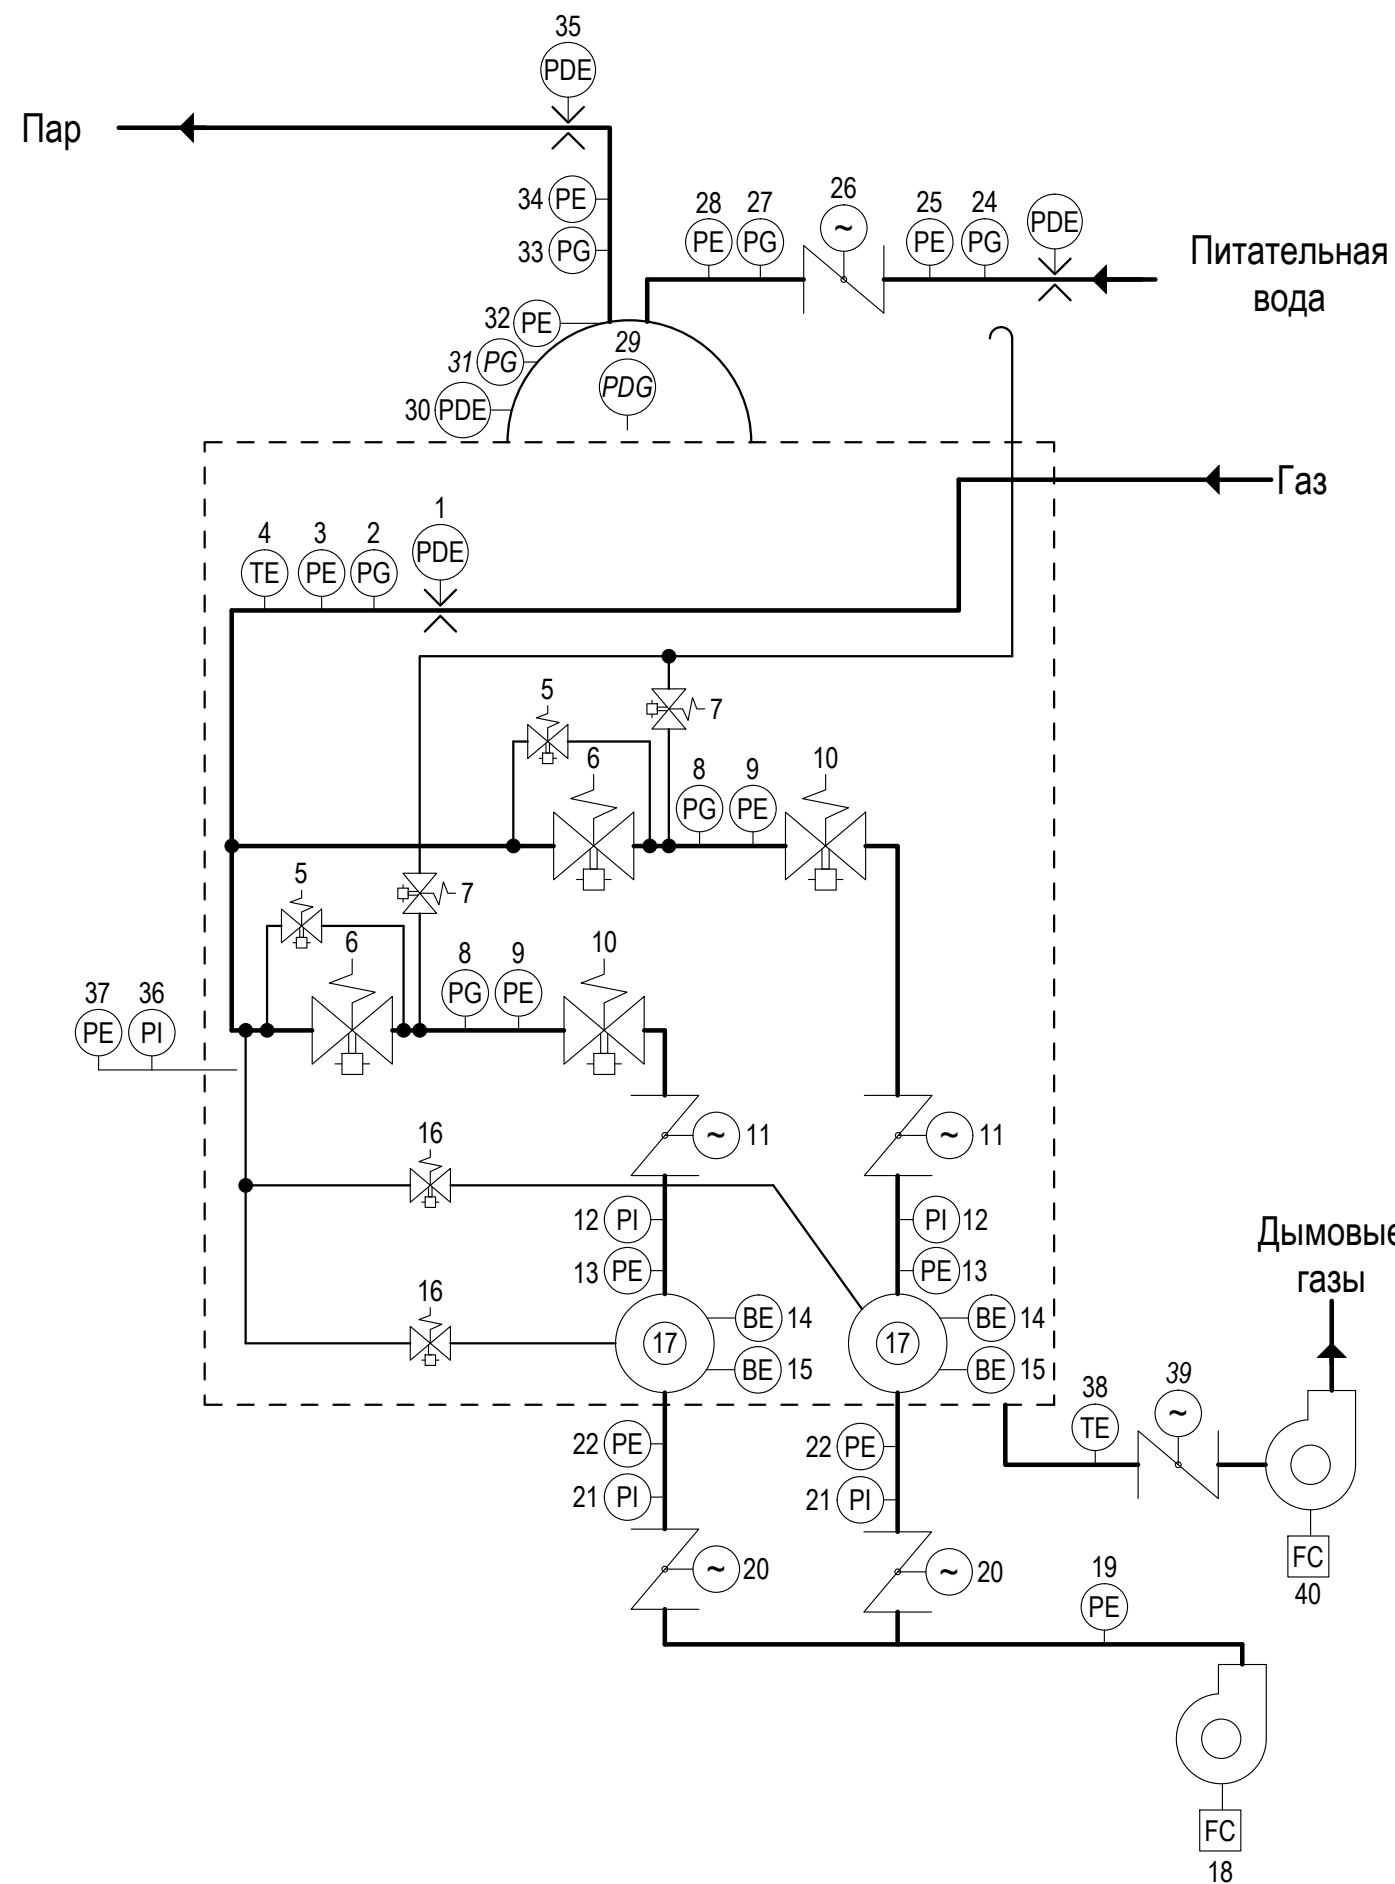 35
PDE
Пар
34 PE
33 PG
28 27 26 25 24
PE PG ~ PE PG PDE
Питательная
вода
32 PE
31 PG
29
PDG
30 PDE
Газ
4 3 2 1
TE PE PG PDE
5
7
6 8 9 10
PG PE
5
7
6 8 9 10
PG PE
37 36
PE PI
~ 11 ~ 11
16
12 PI PI 12
13 PE PE 13
Дымовые
газы
16
17 BE 14 17 BE 14
BE 15 BE 15
38 39
TE ~
22 PE 22 PE
21 PI 21 PI
~ 20 ~ 20
FC
40
19
PE
FC
18